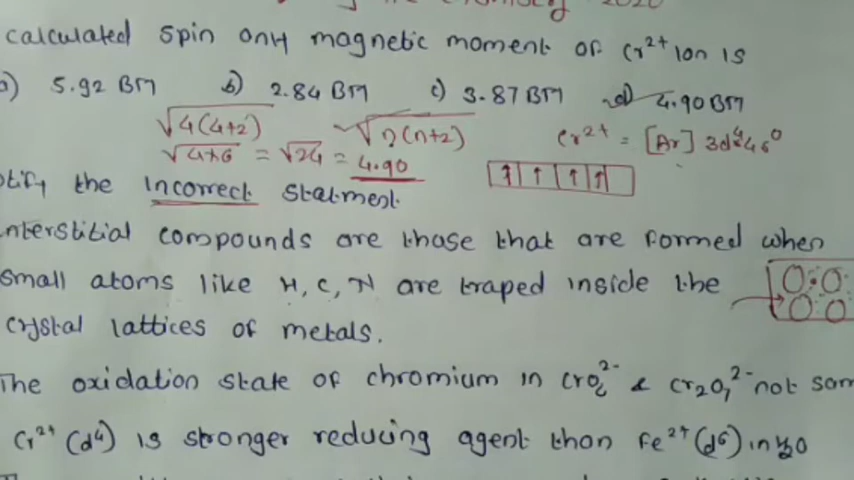 2020
calculated spin only magnetic moment of Cr²⁺ ion is
a) 5.92 BM b) 2.84 BM c) 3.87 BM d) 4.90 BM
√4(4+2) √n(n+2) Cr²⁺ = [Ar] 3d⁴4s⁰
√4×6 = √24 = 4.90
the incorrect statment
interstitial compounds are those that are formed when
small atoms like H, C, N are traped inside the
crystal lattices of metals.
The oxidation state of chromium in CrO₄²⁻ & Cr₂O₇²⁻ not
Cr²⁺ (d⁴) is stronger reducing agent than Fe²⁺ (d⁶) in H₂O